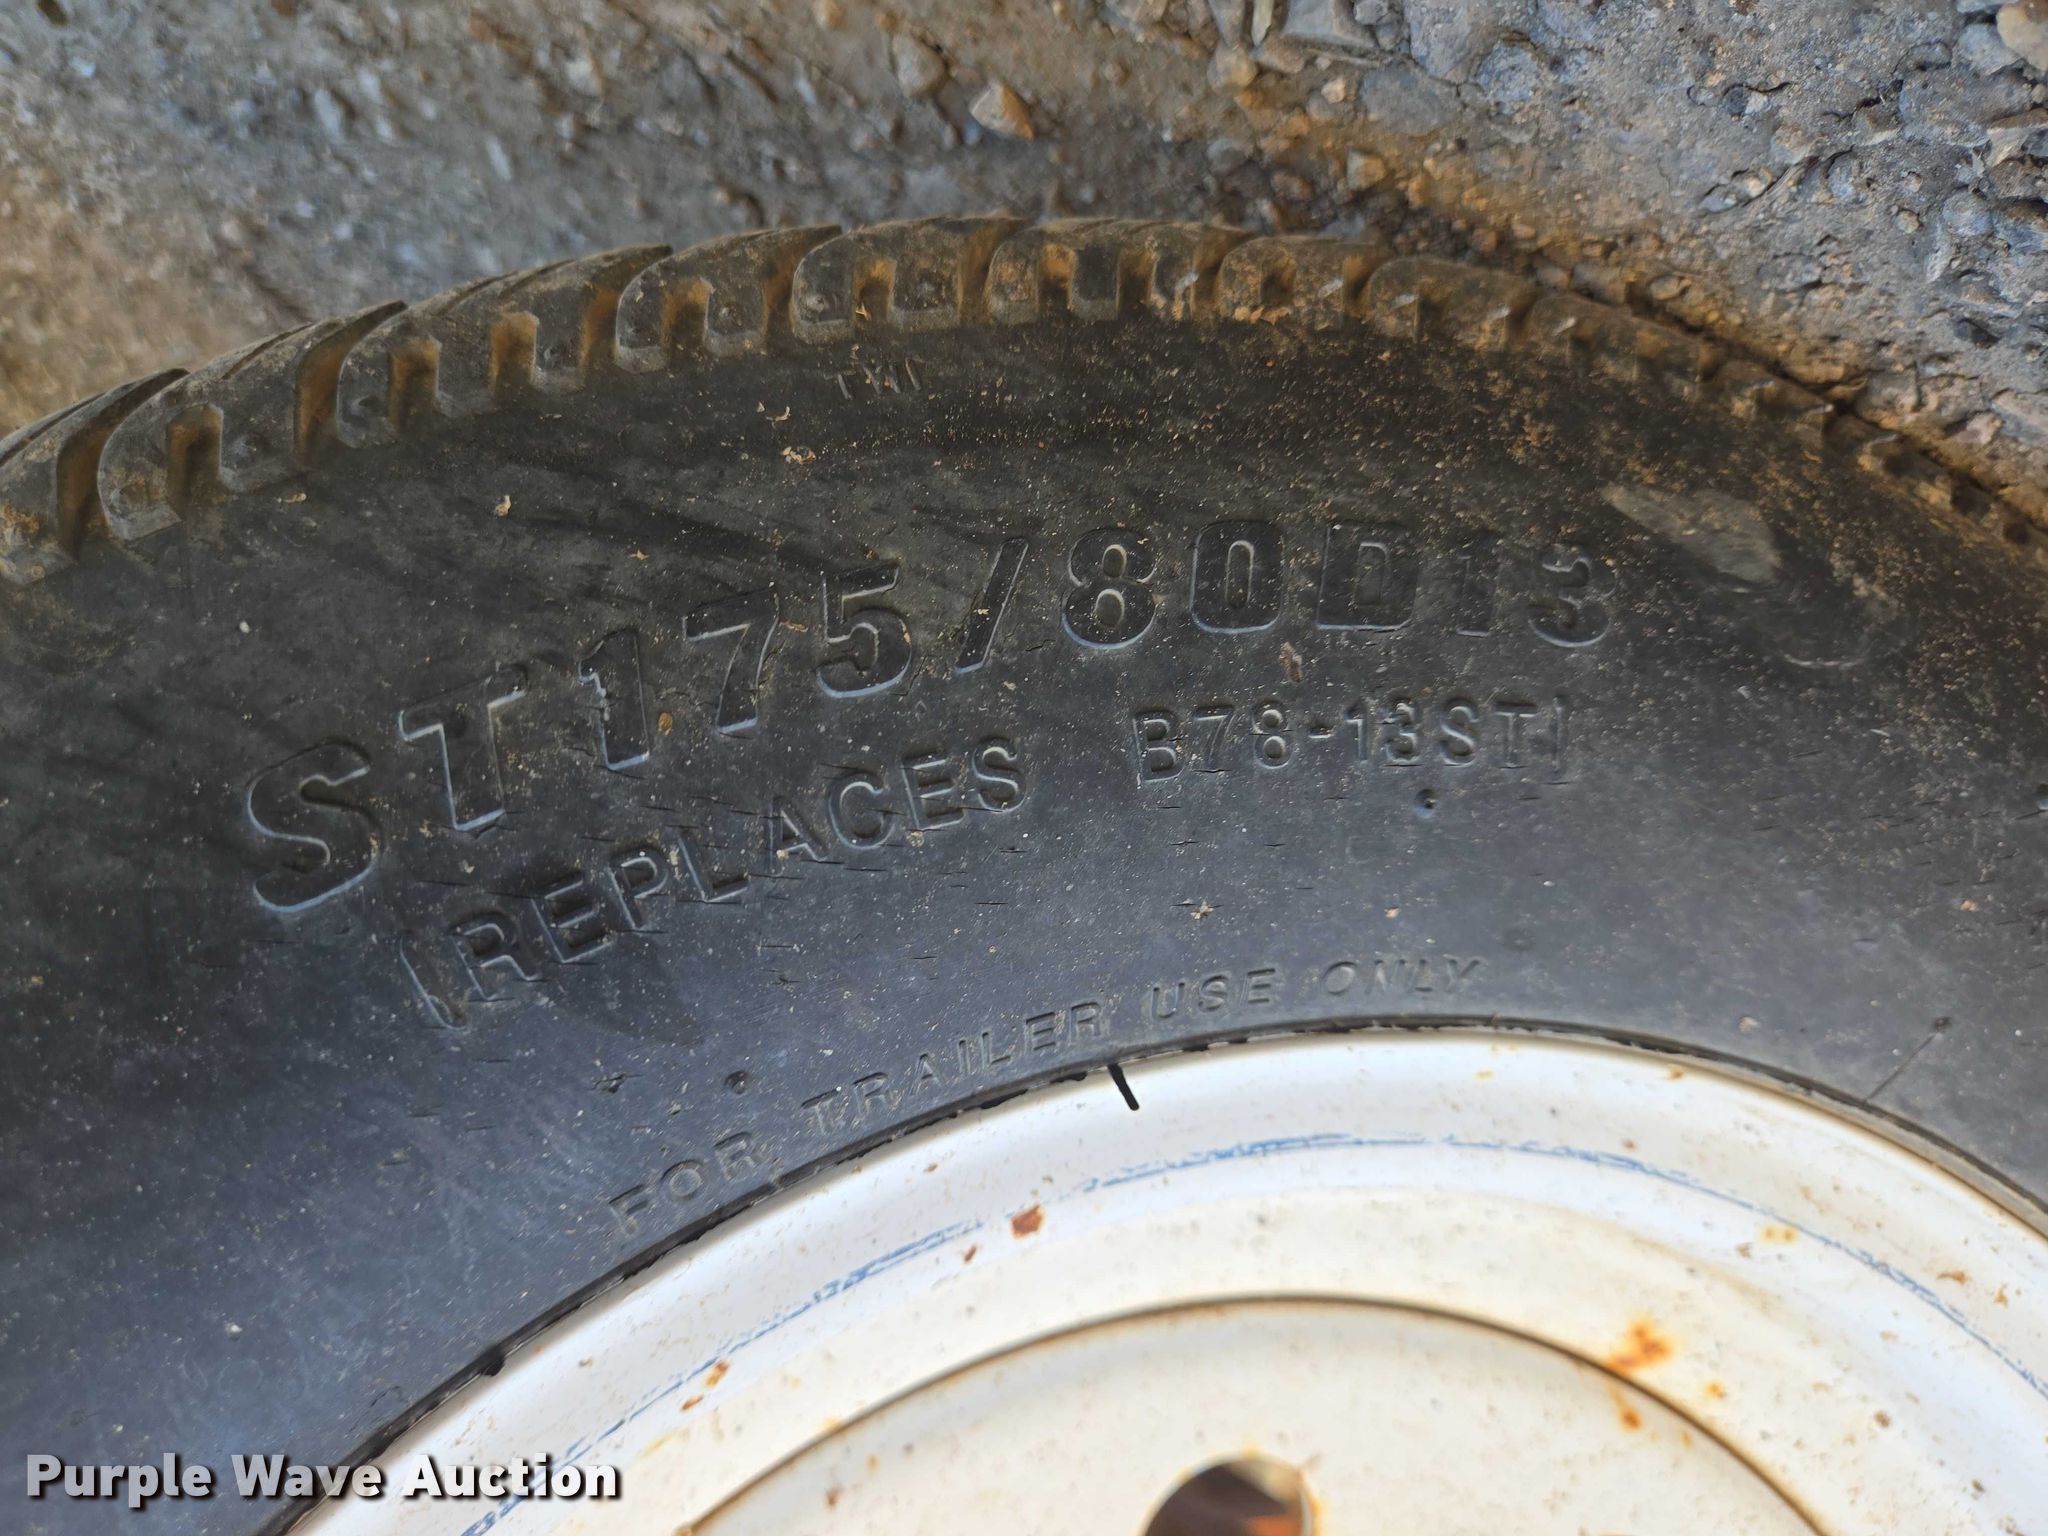 TWI
ST175/80D13
(REPLACES B78-13ST)
FOR TRAILER USE ONLY
Purple Wave Auction